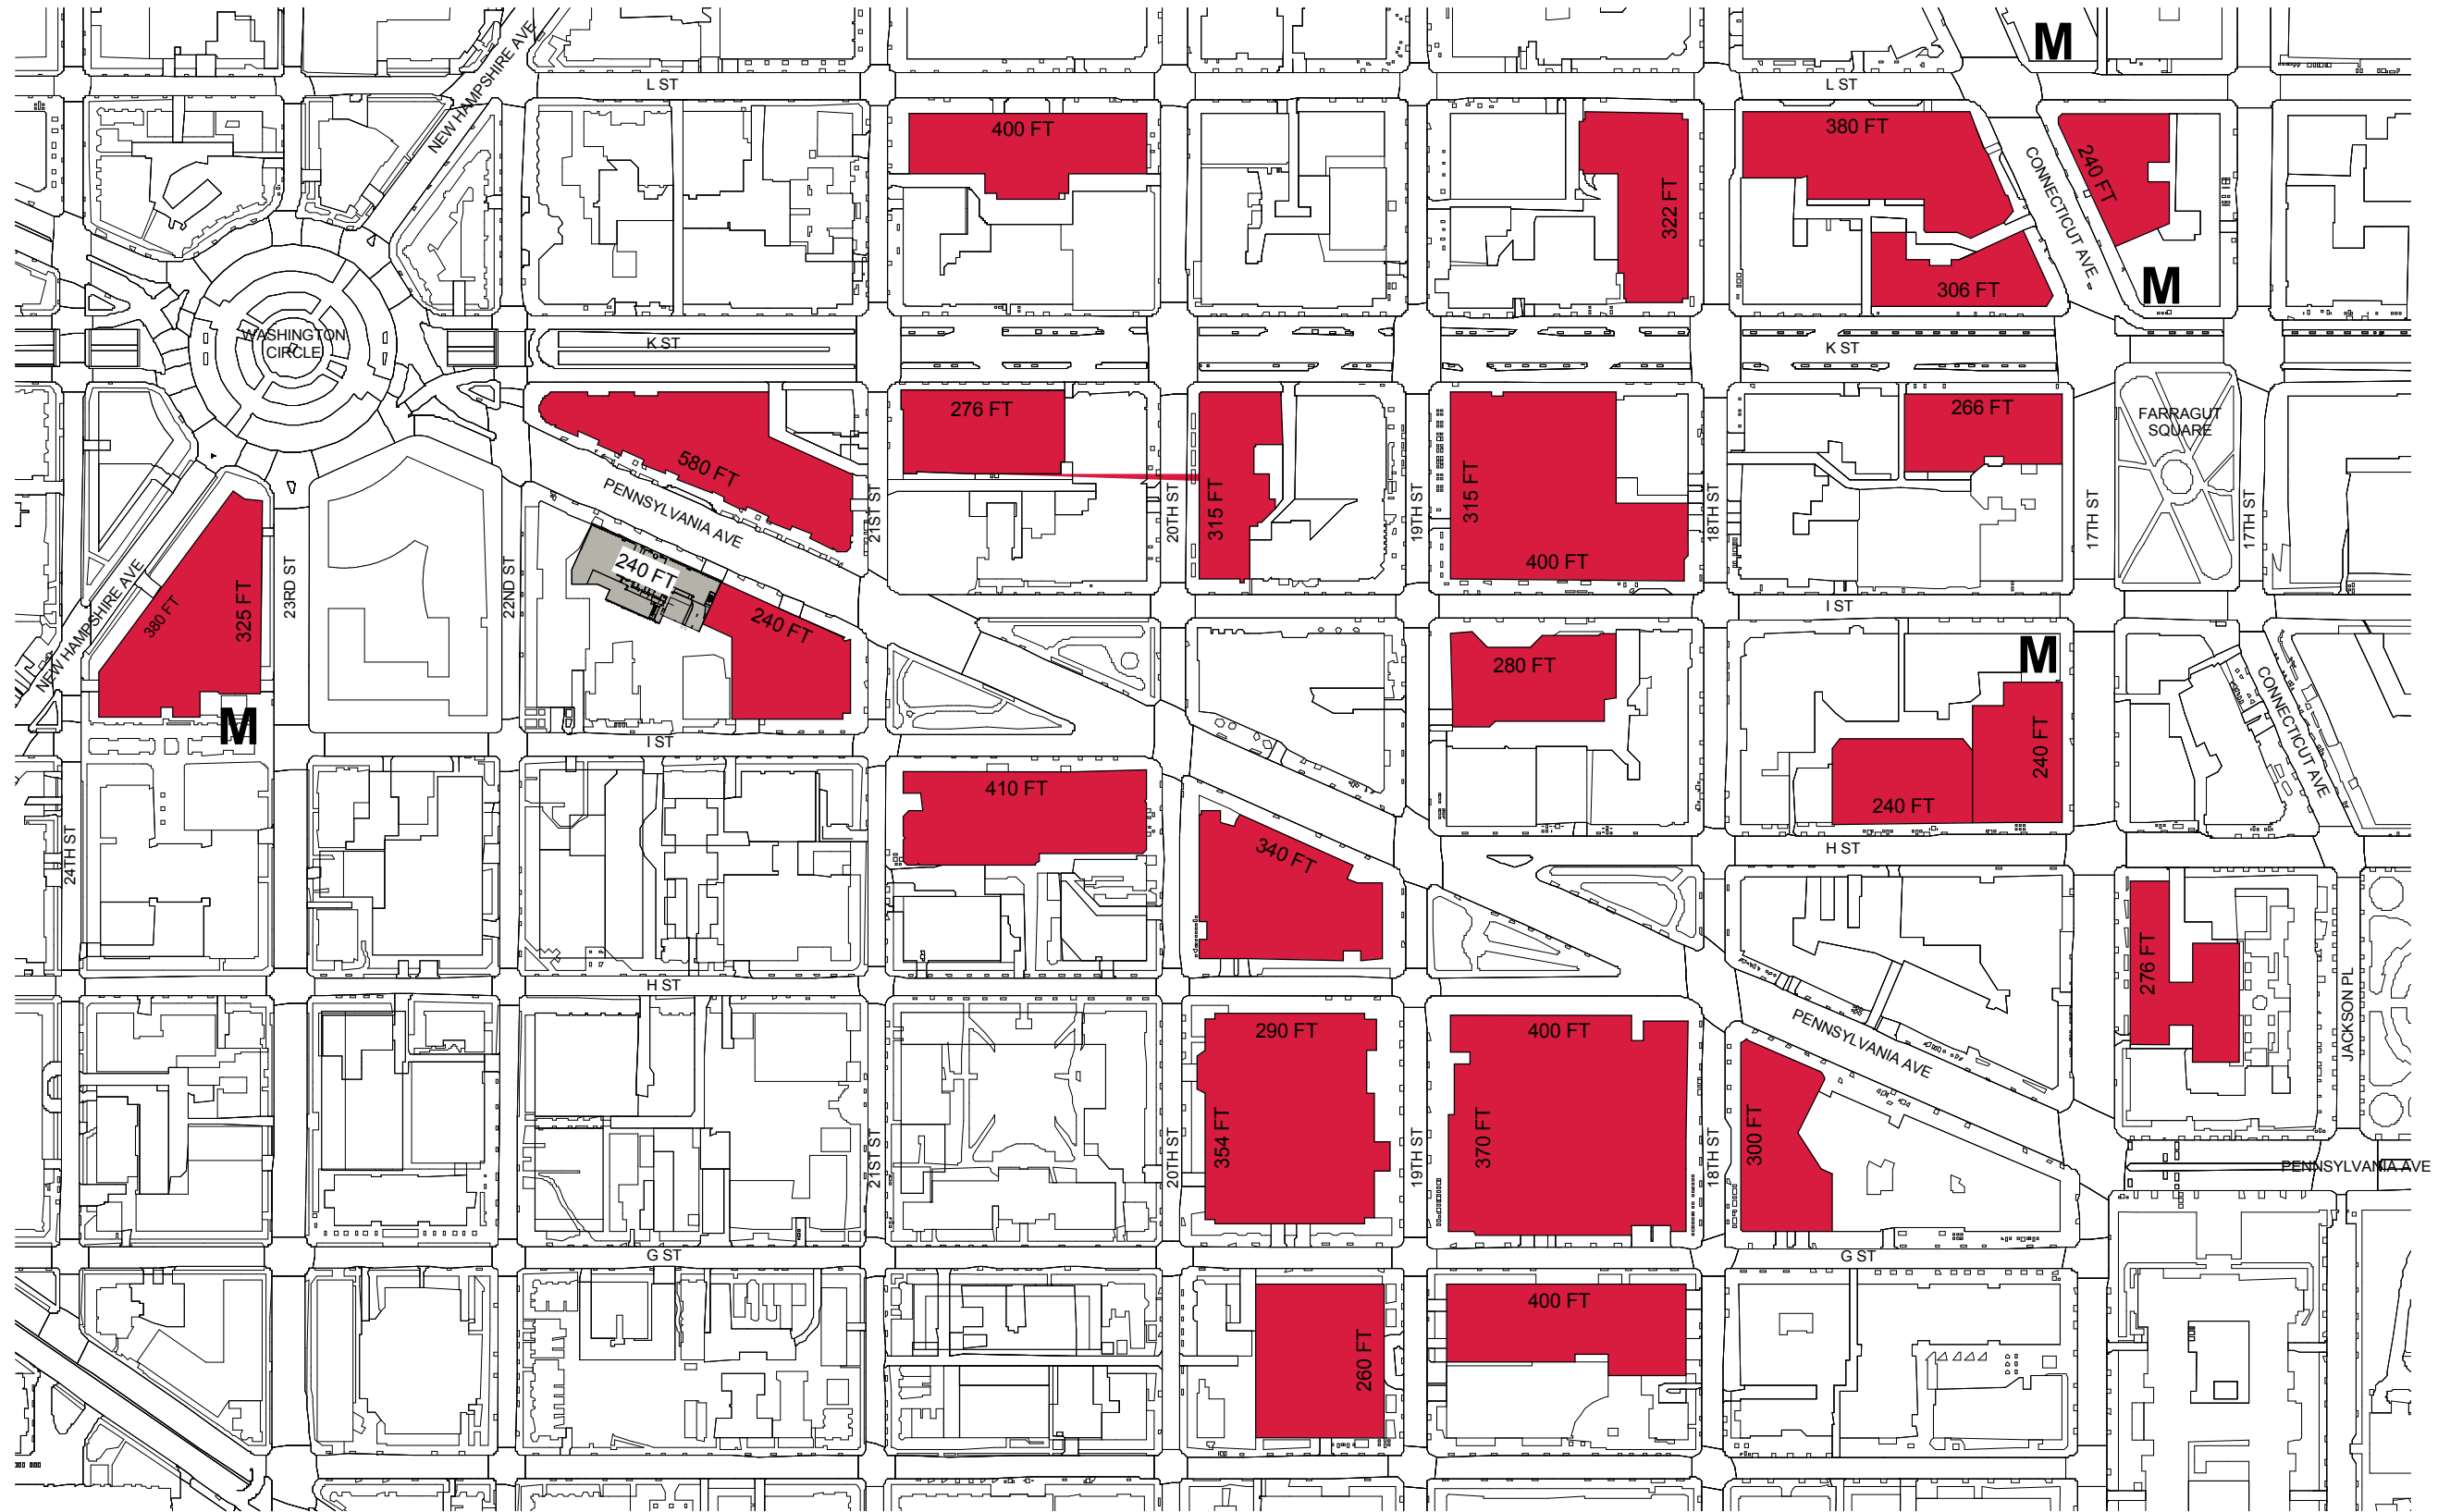 NEW HAMPSHIRE AVE
M
L ST
L ST
400 FT
380 FT
240 FT
322 FT
CONNECTICUT AVE
306 FT
M
WASHINGTON
CIRCLE
K ST
K ST
276 FT
266 FT
FARRAGUT
SQUARE
580 FT
PENNSYLVANIA AVE
21ST ST
20TH ST
315 FT
19TH ST
315 FT
18TH ST
17TH ST
17TH ST
400 FT
240 FT
22ND ST
23RD ST
325 FT
380 FT
NEW HAMPSHIRE AVE
240 FT
I ST
M
280 FT
CONNECTICUT AVE
M
I ST
240 FT
410 FT
240 FT
24TH ST
340 FT
H ST
276 FT
H ST
JACKSON PL
290 FT
400 FT
PENNSYLVANIA AVE
21ST ST
20TH ST
354 FT
19TH ST
370 FT
18TH ST
300 FT
PENNSYLVANIA AVE
G ST
G ST
400 FT
260 FT